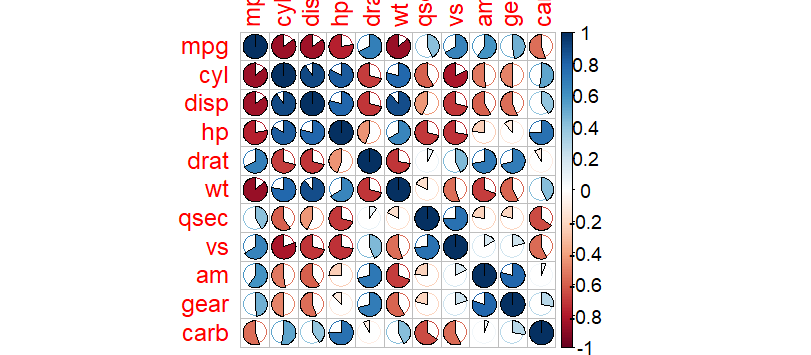 mp cyl dis hp dra wt qse vs am gea car
mpg
cyl
disp
hp
drat
wt
qsec
vs
am
gear
carb
1
0.8
0.6
0.4
0.2
0
-0.2
-0.4
-0.6
-0.8
-1